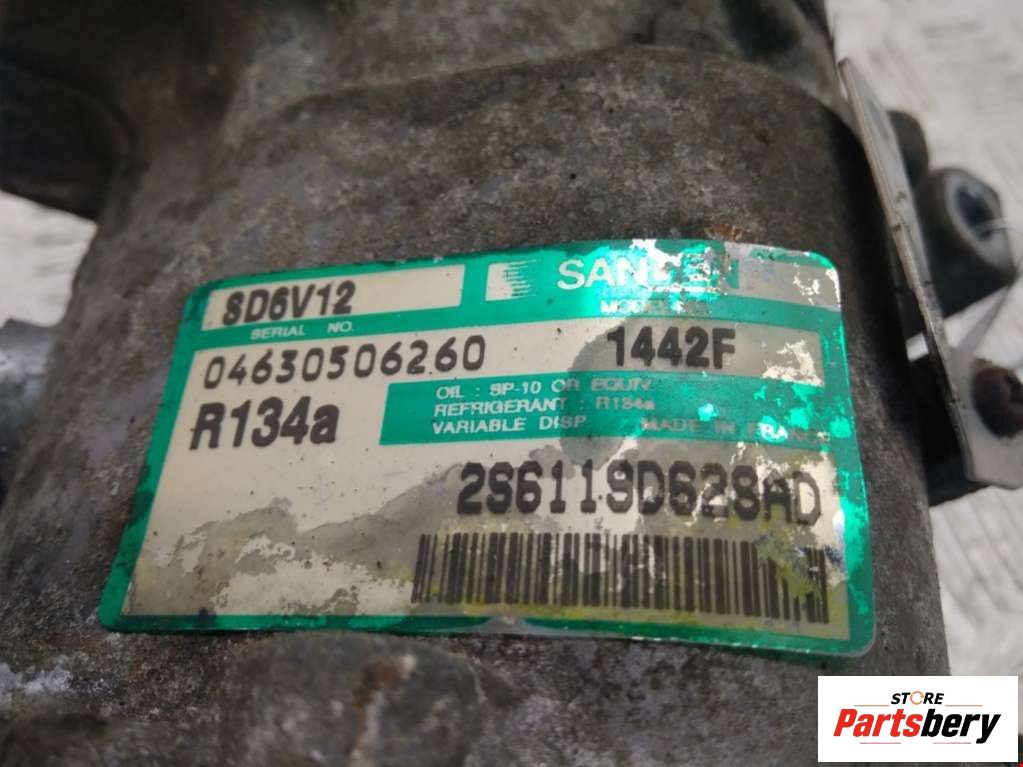 SD6V12
SANDEN
SERIAL NO.
04630506260
1442F
R134a
OIL : SP-10 OR EQUIV.
REFRIGERANT : R134a
VARIABLE DISP. MADE IN FRANCE
2S6119D629AD
STORE
Partsbery